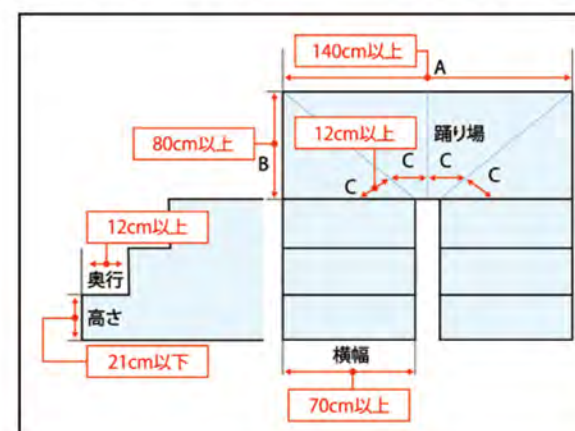 140cm以上
A
80cm以上
B
12cm以上
踊り場
C
C
C
C
12cm以上
奥行
高さ
21cm以下
横幅
70cm以上